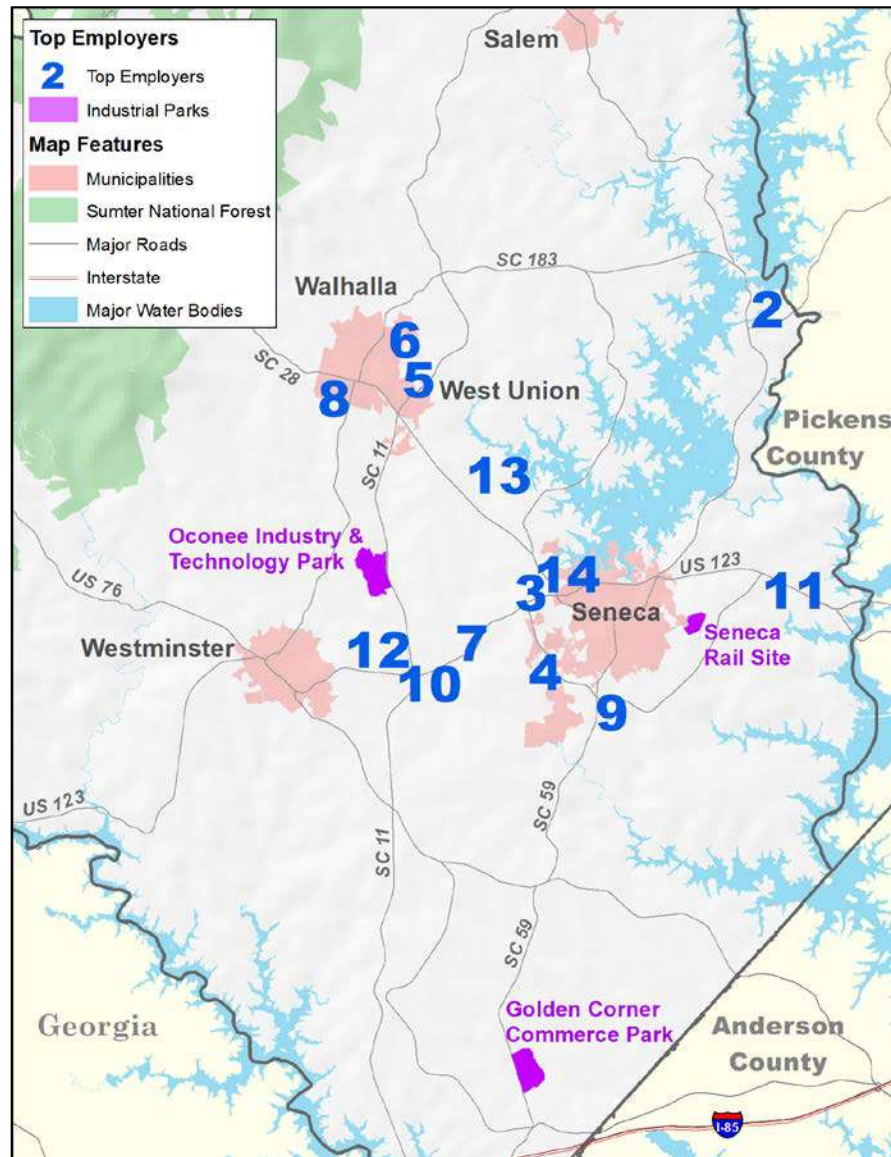 Top Employers
2 Top Employers
Industrial Parks
Map Features
Municipalities
Sumter National Forest
Major Roads
Interstate
Major Water Bodies
Salem
SC 183
Walhalla
2
6
SC 28
5
8
West Union
Pickens
County
SC 11
13
Oconee Industry &
Technology Park
US 76
14
US 123
3
11
Seneca
Westminster
12
7
Seneca
Rail Site
4
10
9
US 123
SC 59
SC 11
SC 59
Golden Corner
Commerce Park
Georgia
Anderson
County
I-85